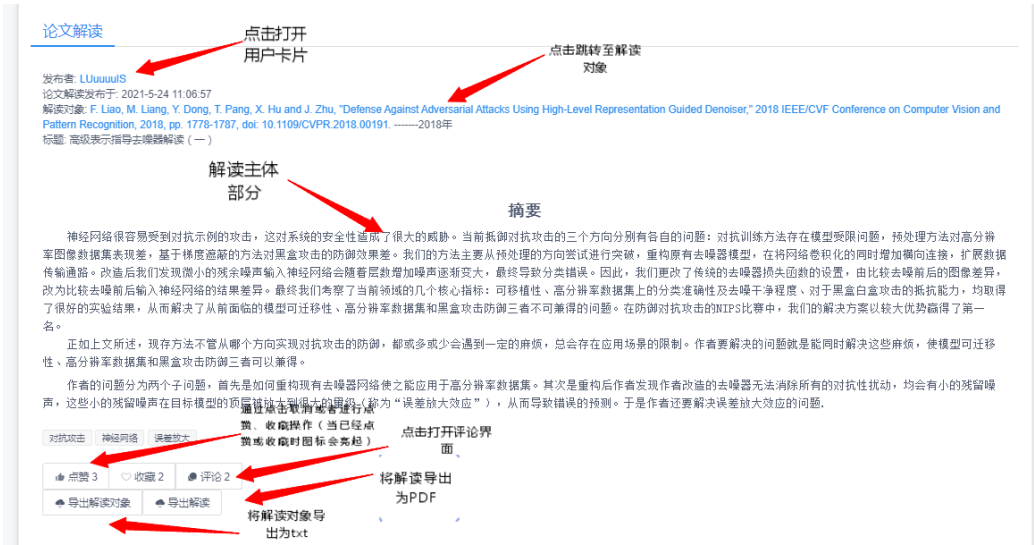 论文解读
点击打开
用户卡片
点击跳转至解读
对象
发布者: LUuuuulS
论文解读发布于: 2021-5-24 11:06:57
解读对象: F. Liao, M. Liang, Y. Dong, T. Pang, X. Hu and J. Zhu, "Defense Against Adversarial Attacks Using High-Level Representation Guided Denoiser," 2018 IEEE/CVF Conference on Computer Vision and
Pattern Recognition, 2018, pp. 1778-1787, doi: 10.1109/CVPR.2018.00191. -------2018年
标题: 高级表示指导去噪器解读（一）
解读主体
部分
摘要
神经网络很容易受到对抗示例的攻击，这对系统的安全性造成了很大的威胁。当前抵御对抗攻击的三个方向分别有各自的问题：对抗训练方法存在模型受限问题，预处理方法对高分辨
率图像数据集表现差，基于梯度遮蔽的方法对黑盒攻击的防御效果差。我们的方法主要从预处理的方向尝试进行突破，重构原有去噪器模型，在将网络卷积化的同时增加横向连接，扩展数据
传输通路。改造后我们发现微小的残余噪声输入神经网络会随着层数增加噪声逐渐变大，最终导致分类错误。因此，我们更改了传统的去噪器损失函数的设置，由比较去噪前后的图像差异，
改为比较去噪前后输入神经网络的结果差异。最终我们考察了当前领域的几个核心指标：可移植性、高分辨率数据集上的分类准确性及去噪干净程度、对于黑盒白盒攻击的抵抗能力，均取得
了很好的实验结果，从而解决了从前面临的模型可迁移性、高分辨率数据集和黑盒攻击防御三者不可兼得的问题。在防御对抗攻击的NIPS比赛中，我们的解决方案以较大优势赢得了第一
名。
正如上文所述，现存方法不管从哪个方向实现对抗攻击的防御，都或多或少会遇到一定的麻烦，总会存在应用场景的限制。作者要解决的问题就是能同时解决这些麻烦，使模型可迁移
性、高分辨率数据集和黑盒攻击防御三者可以兼得。
作者的问题分为两个子问题，首先是如何重构现有去噪器网络使之能应用于高分辨率数据集。其次是重构后作者发现作者改造的去噪器无法消除所有的对抗性扰动，均会有小的残留噪
声，这些小的残留噪声在目标模型的顶层被放大到很大的量级（称为“误差放大效应”），从而导致错误的预测。于是作者还要解决误差放大效应的问题.
通过点击取消或者进行点
赞、收藏操作（当已经点
赞或收藏时图标会亮起）
点击打开评论界
面
对抗攻击 神经网络 误差放大
点赞 3 收藏 2 评论 2
将解读导出
为PDF
导出解读对象 导出解读
将解读对象导
出为txt